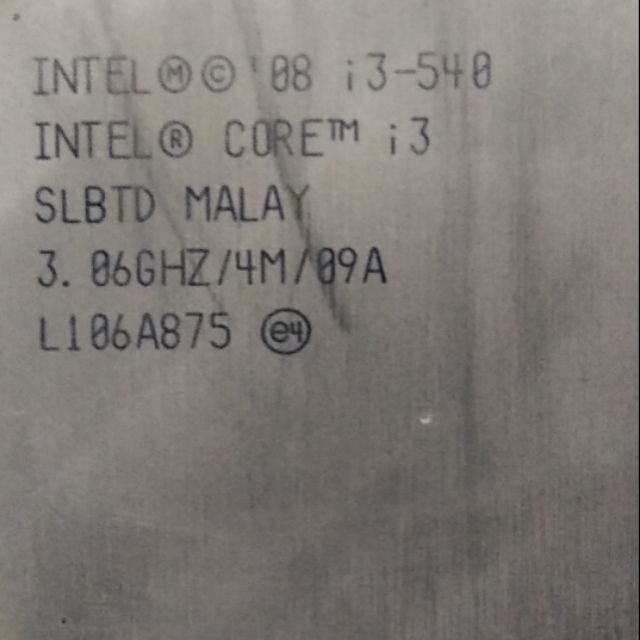 INTEL Ⓜ © '08 i3-540
INTEL® CORE™ i3
SLBTD MALAY
3.06GHZ/4M/09A
L106A875 e4